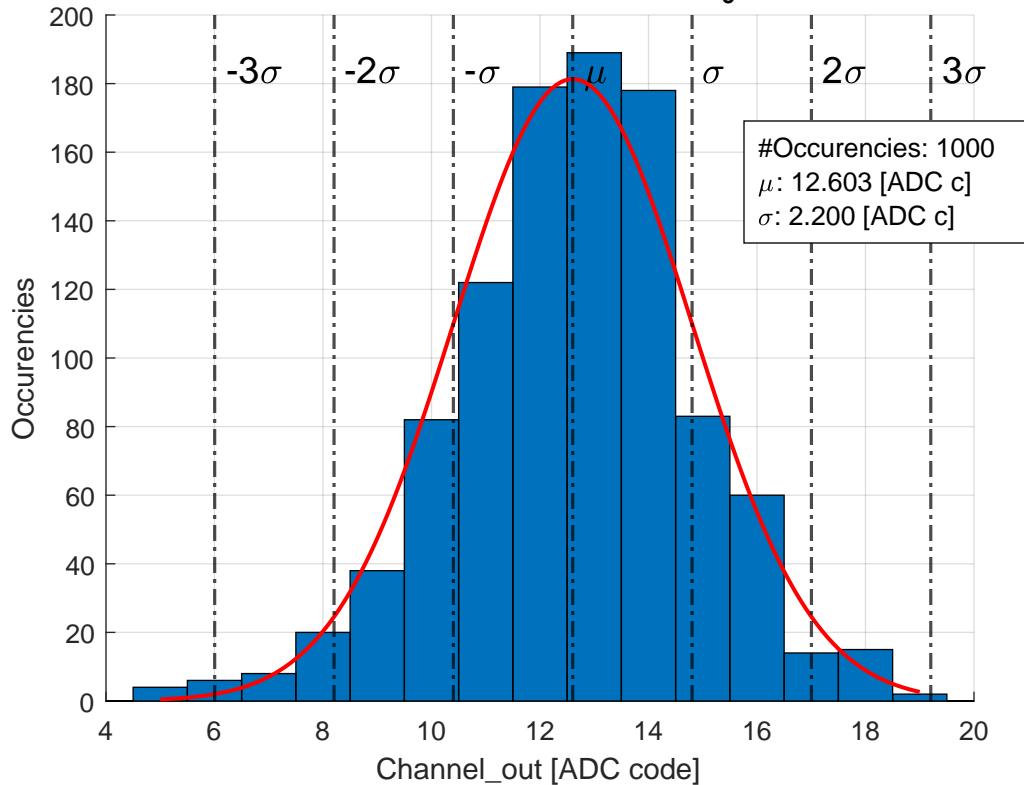 200
180
160
140
120
100
80
60
40
20
0
-3σ
-2σ
-σ
μ
σ
2σ
3σ
#Occurencies: 1000
μ: 12.603 [ADC c]
σ: 2.200 [ADC c]
Occurencies
4 6 8 10 12 14 16 18 20
Channel_out [ADC code]